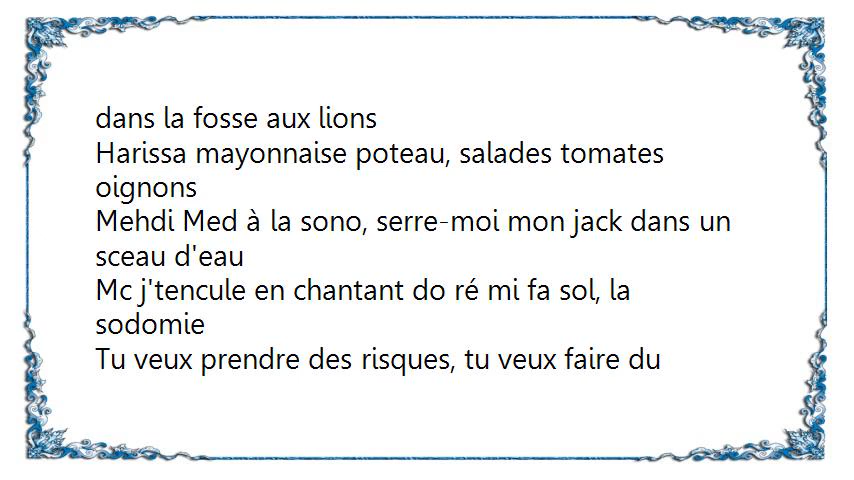 dans la fosse aux lions
Harissa mayonnaise poteau, salades tomates
oignons
Mehdi Med à la sono, serre-moi mon jack dans un
sceau d'eau
Mc j'tencule en chantant do ré mi fa sol, la
sodomie
Tu veux prendre des risques, tu veux faire du